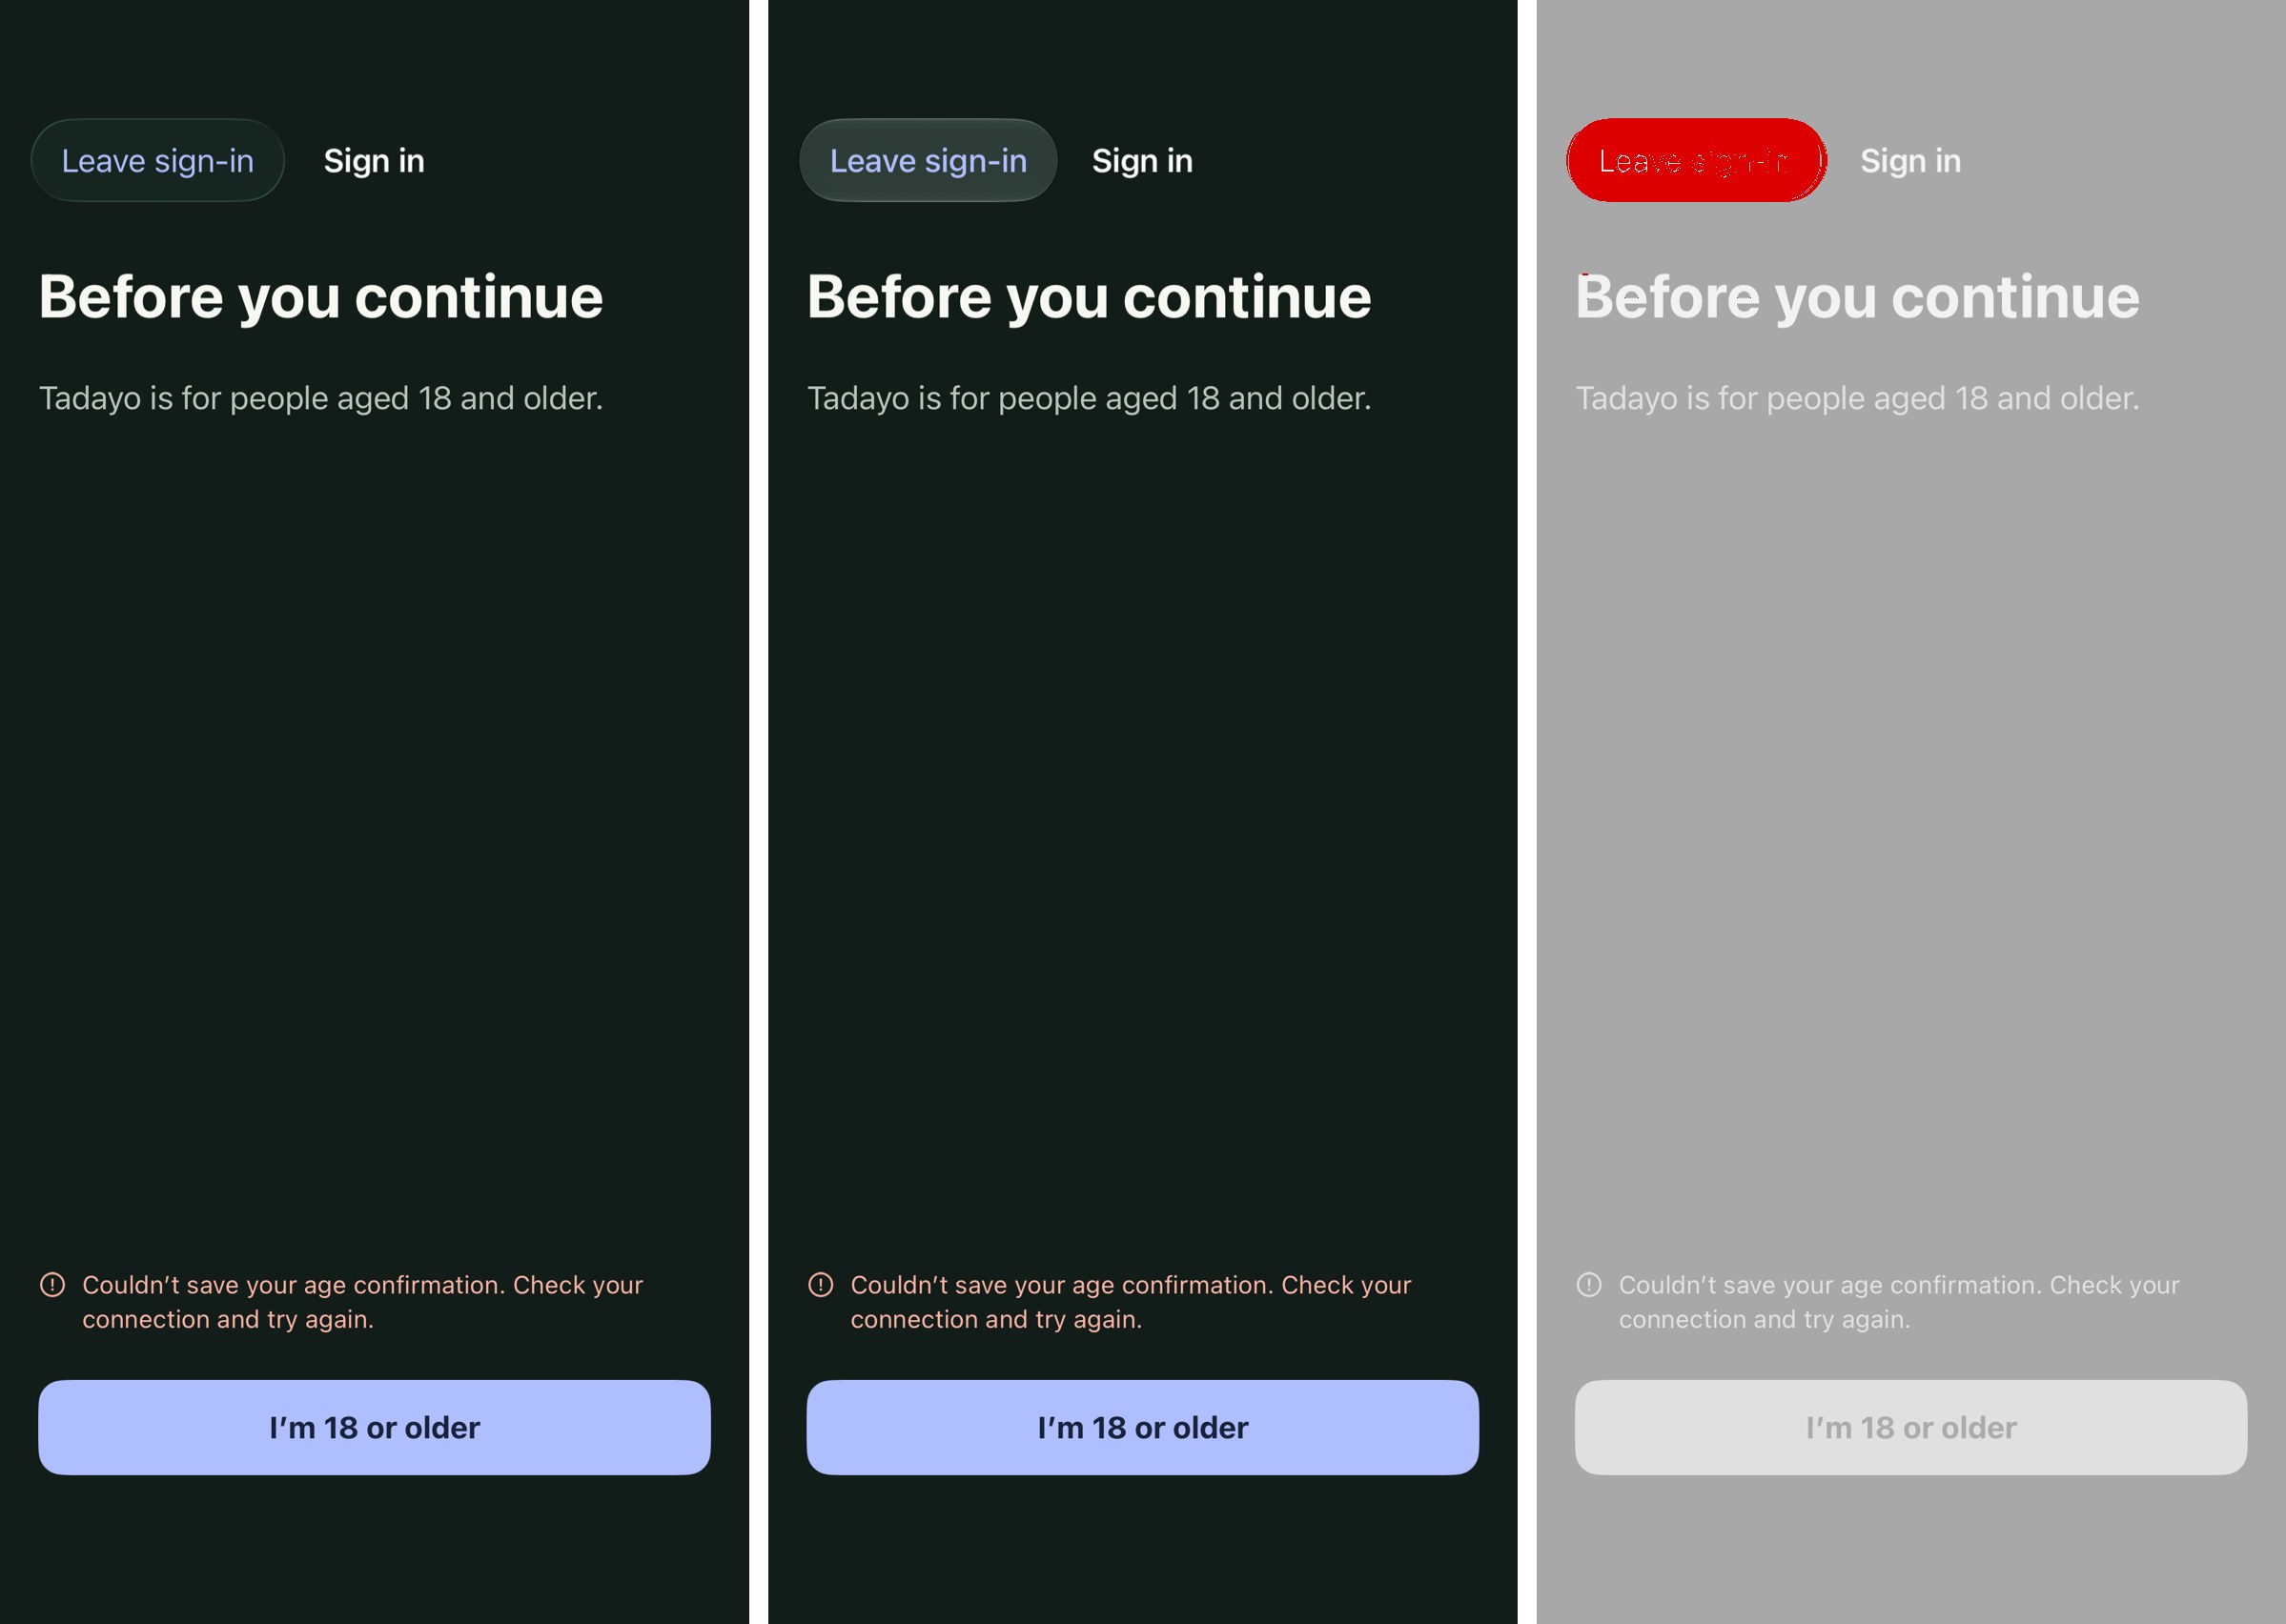 Leave sign-in Sign in
Before you continue
Tadayo is for people aged 18 and older.
Couldn’t save your age confirmation. Check your
connection and try again.
I’m 18 or older
Leave sign-in Sign in
Before you continue
Tadayo is for people aged 18 and older.
Couldn’t save your age confirmation. Check your
connection and try again.
I’m 18 or older
Leave sign-in Sign in
Before you continue
Tadayo is for people aged 18 and older.
Couldn’t save your age confirmation. Check your
connection and try again.
I’m 18 or older